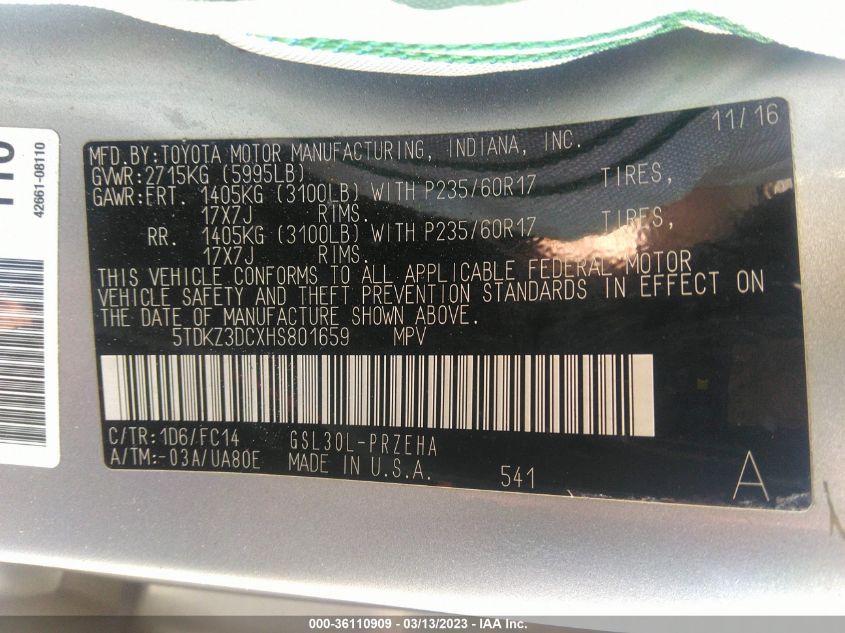 11/16
MFD.BY:TOYOTA MOTOR MANUFACTURING, INDIANA, INC.
GVWR:2715KG (5995LB)
GAWR:FRT. 1405KG (3100LB) WITH P235/60R17 TIRES,
17X7J RIMS.
RR. 1405KG (3100LB) WITH P235/60R17 TIRES,
17X7J RIMS.
THIS VEHICLE CONFORMS TO ALL APPLICABLE FEDERAL MOTOR
VEHICLE SAFETY AND THEFT PREVENTION STANDARDS IN EFFECT ON
THE DATE OF MANUFACTURE SHOWN ABOVE.
5TDKZ3DCXHS801659 MPV
C/TR:1D6/FC14 GSL30L-PRZEHA
A/TM:-03A/UA80E MADE IN U.S.A. 541 A
42661-08110
000-36110909 - 03/13/2023 - IAA Inc.